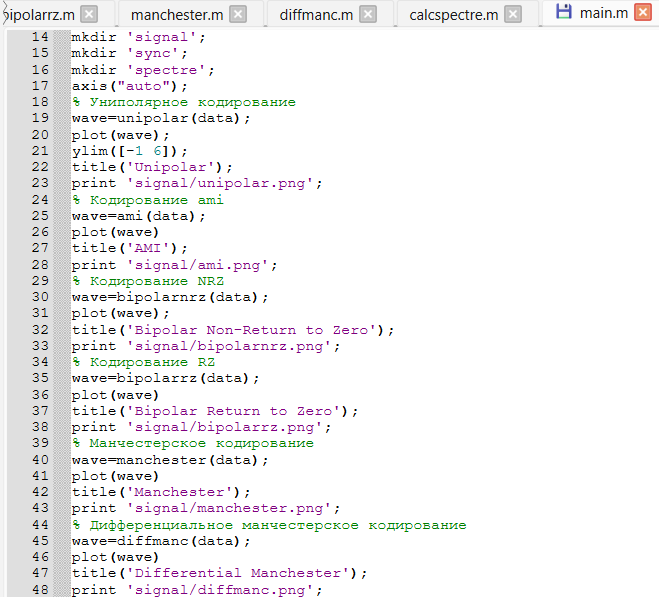 bipolarrz.m manchester.m diffmanc.m calcspectre.m main.m
14 mkdir 'signal';
15 mkdir 'sync';
16 mkdir 'spectre';
17 axis("auto");
18 % Униполярное кодирование
19 wave=unipolar(data);
20 plot(wave);
21 ylim([-1 6]);
22 title('Unipolar');
23 print 'signal/unipolar.png';
24 % Кодирование ami
25 wave=ami(data);
26 plot(wave)
27 title('AMI');
28 print 'signal/ami.png';
29 % Кодирование NRZ
30 wave=bipolarnrz(data);
31 plot(wave);
32 title('Bipolar Non-Return to Zero');
33 print 'signal/bipolarnrz.png';
34 % Кодирование RZ
35 wave=bipolarrz(data);
36 plot(wave)
37 title('Bipolar Return to Zero');
38 print 'signal/bipolarrz.png';
39 % Манчестерское кодирование
40 wave=manchester(data);
41 plot(wave)
42 title('Manchester');
43 print 'signal/manchester.png';
44 % Дифференциальное манчестерское кодирование
45 wave=diffmanc(data);
46 plot(wave)
47 title('Differential Manchester');
48 print 'signal/diffmanc.png';